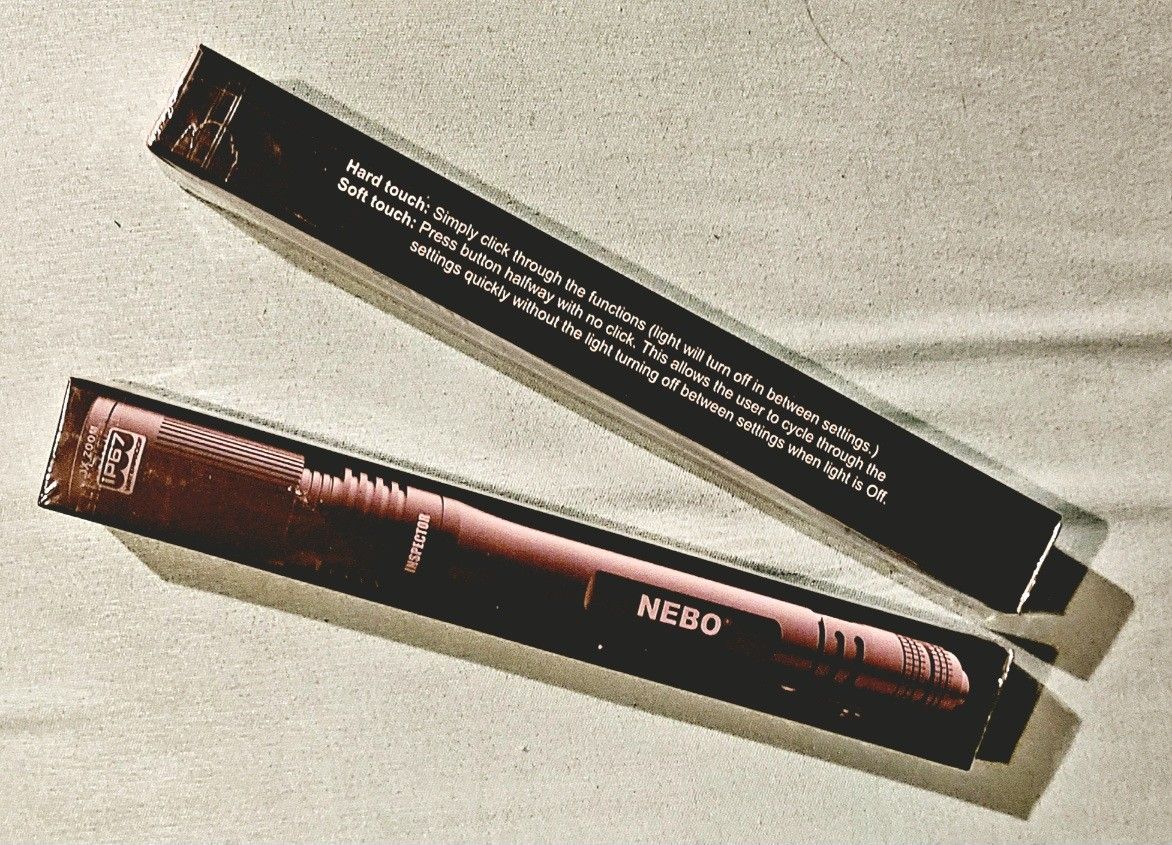 Hard touch: Simply click through the functions (light will turn off in between settings.)
Soft touch: Press button halfway with no click. This allows the user to cycle through the
settings quickly without the light turning off between settings when light is Off.
ZOOM
IP67
INSPECTOR
NEBO